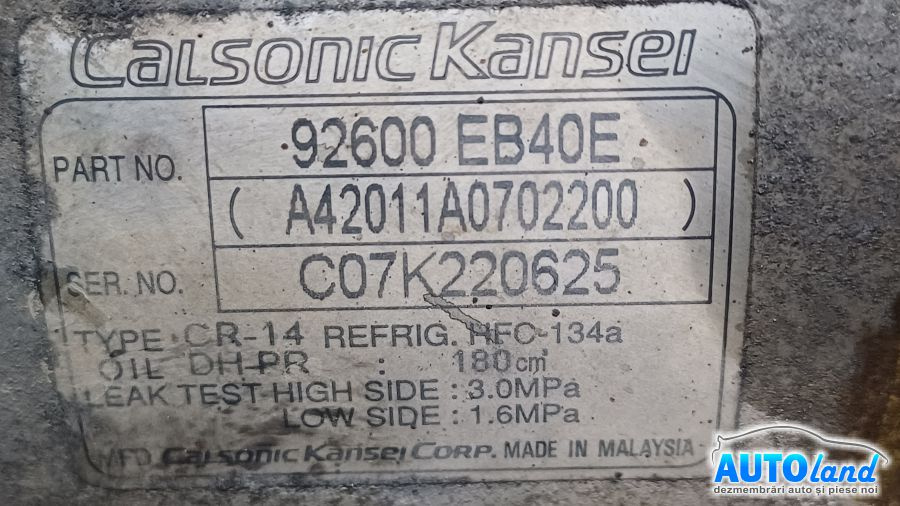 Calsonic Kansei
PART NO. 92600 EB40E
( A42011A0702200 )
SER. NO. C07K220625
TYPE: CR-14 REFRIG. HFC-134a
OIL DH-PR : 180cm³
LEAK TEST HIGH SIDE : 3.0MPa
LOW SIDE : 1.6MPa
MFD Calsonic Kansei Corp. MADE IN MALAYSIA
AUTOland
dezmembrări auto și piese noi